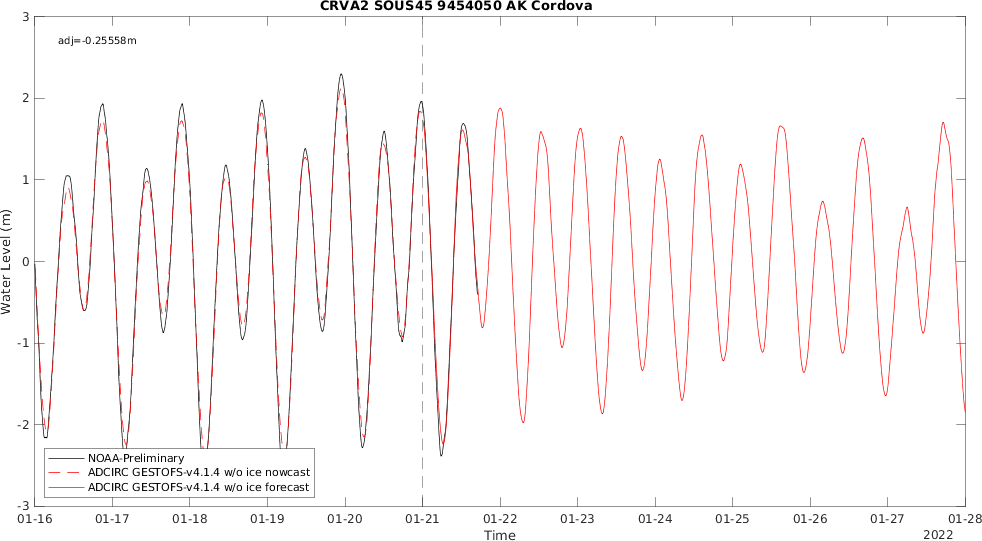 CRVA2 SOUS45 9454050 AK Cordova
adj=-0.25558m
3
2
1
0
-1
-2
-3
Water Level (m)
NOAA-Preliminary
ADCIRC GESTOFS-v4.1.4 w/o ice nowcast
ADCIRC GESTOFS-v4.1.4 w/o ice forecast
01-16 01-17 01-18 01-19 01-20 01-21 01-22 01-23 01-24 01-25 01-26 01-27 01-28
Time
2022